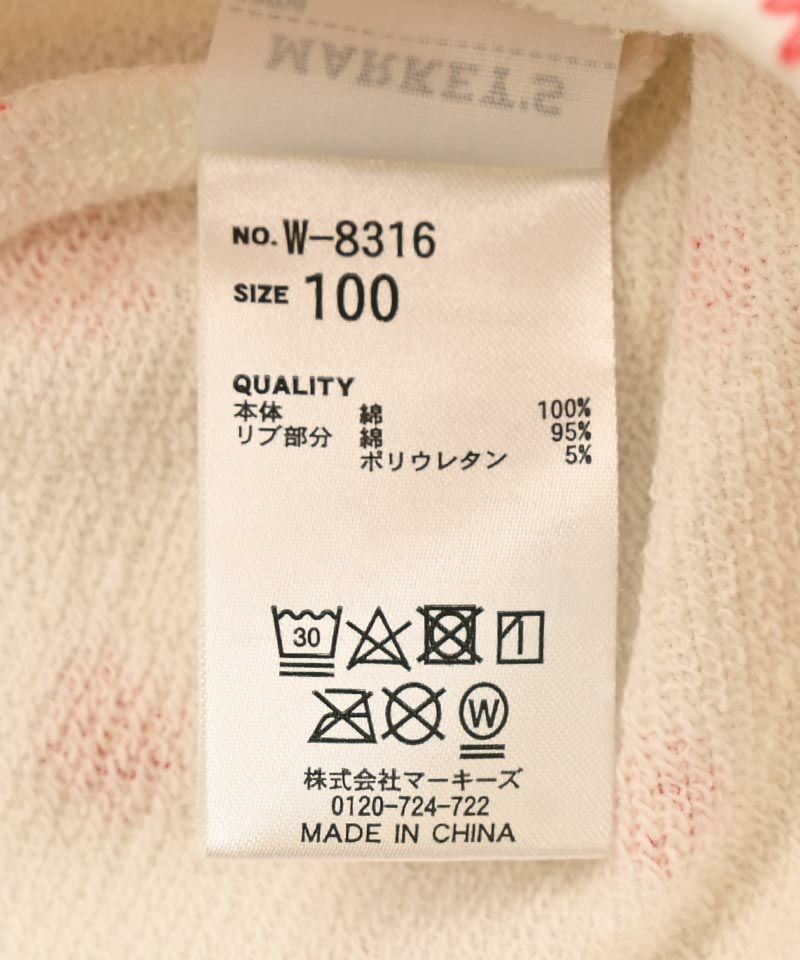 MARKEY'S
NO. W-8316
SIZE 100
QUALITY
本体 綿 100%
リブ部分 綿 95%
ポリウレタン 5%
30
W
株式会社マーキーズ
0120-724-722
MADE IN CHINA